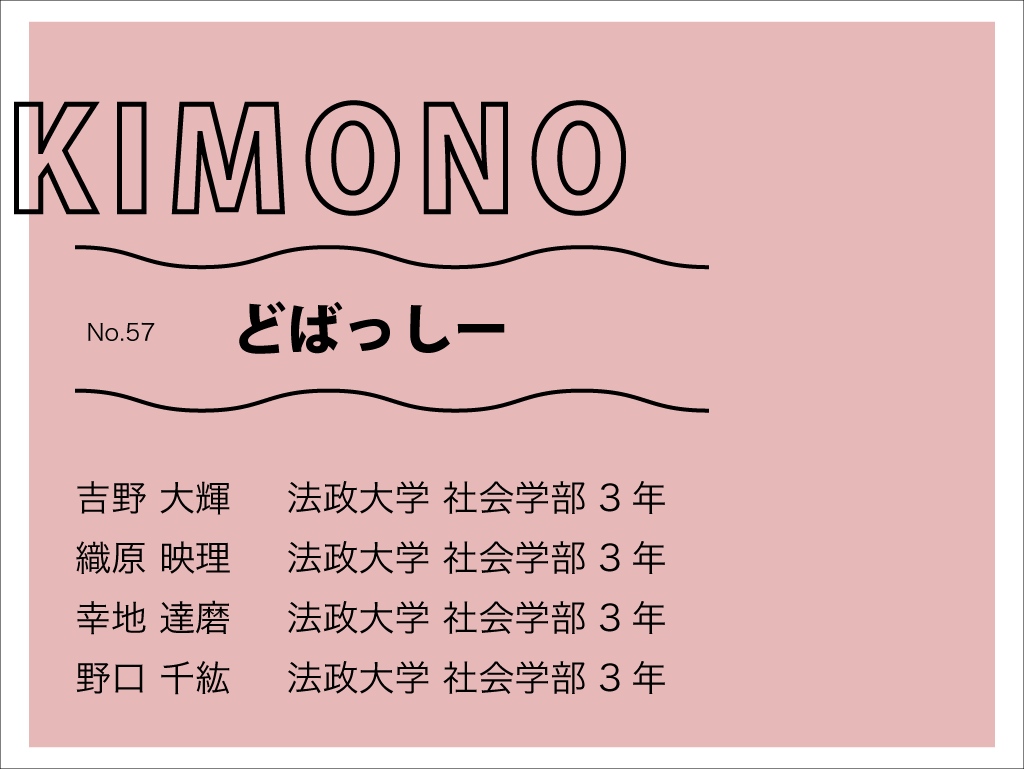 KIMONO
No.57 どばっしー
吉野 大輝 法政大学 社会学部 3 年
織原 映理 法政大学 社会学部 3 年
幸地 達磨 法政大学 社会学部 3 年
野口 千紘 法政大学 社会学部 3 年